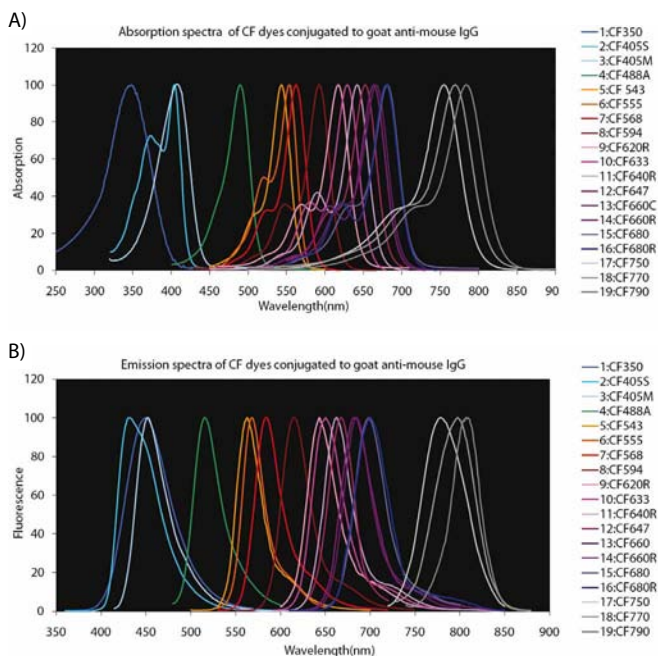 A)
Absorption spectra of CF dyes conjugated to goat anti-mouse IgG
120
100
80
60
40
20
0
Absorption
250 300 350 400 450 500 550 600 650 700 750 800 850 90
Wavelength(nm)
1:CF350
2:CF405S
3:CF405M
4:CF488A
5:CF 543
6:CF555
7:CF568
8:CF594
9:CF620R
10:CF633
11:CF640R
12:CF647
13:CF660C
14:CF660R
15:CF680
16:CF680R
17:CF750
18:CF770
19:CF790
B)
Emission spectra of CF dyes conjugated to goat anti-mouse IgG
120
100
80
60
40
20
0
Fluorescence
350 400 450 500 550 600 650 700 750 800 850 900
Wavelength(nm)
1:CF350
2:CF405S
3:CF405M
4:CF488A
5:CF543
6:CF555
7:CF568
8:CF594
9:CF620R
10:CF633
11:CF640R
12:CF647
13:CF660
14:CF660R
15:CF680
16:CF680R
17:CF750
18:CF770
19:CF790